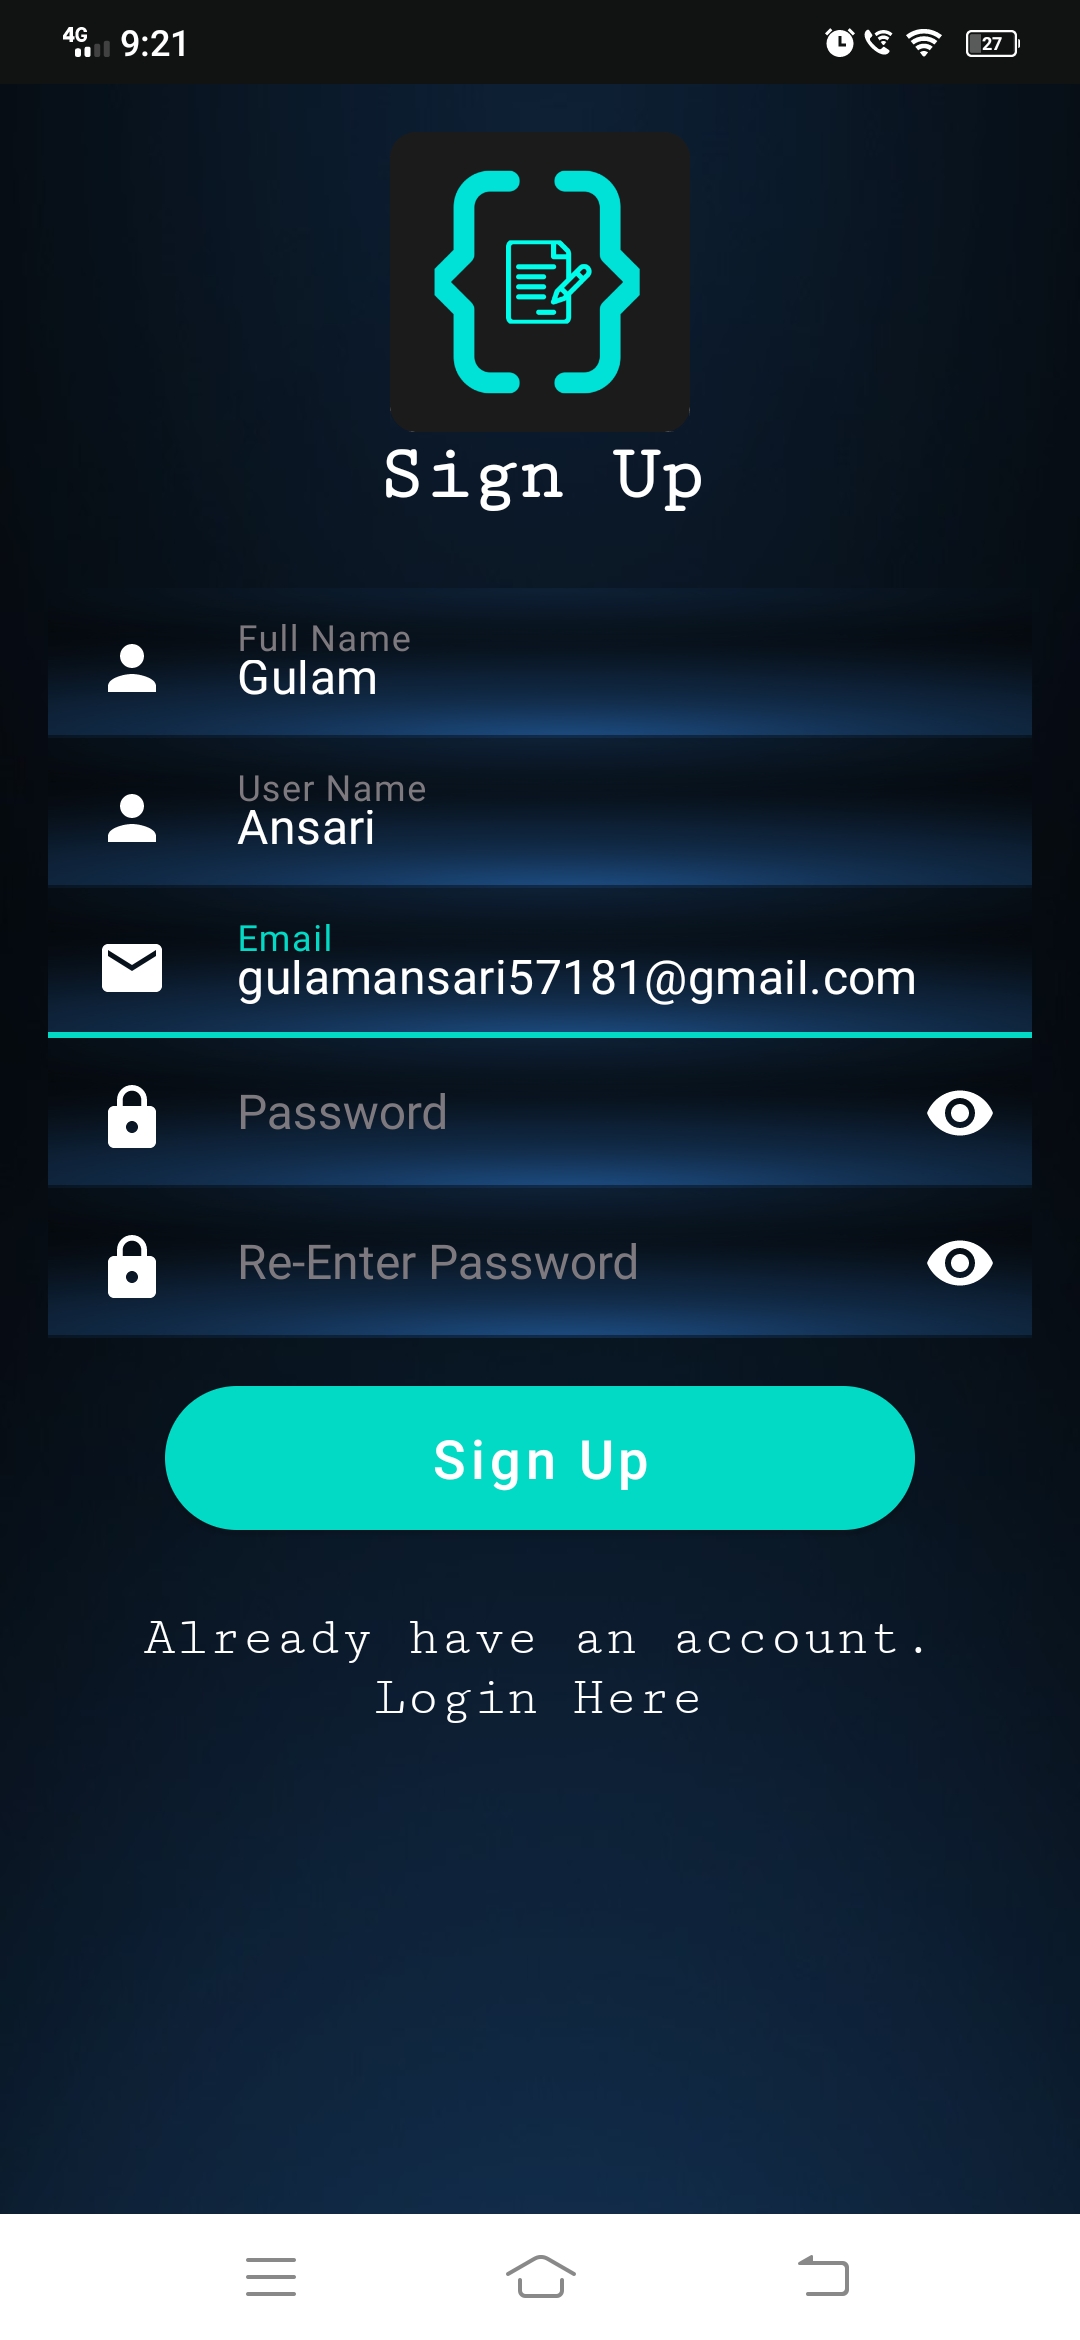 4G 9:21 27
Sign Up
Full Name
Gulam
User Name
Ansari
Email
gulamansari57181@gmail.com
Password
Re-Enter Password
Sign Up
Already have an account.
Login Here